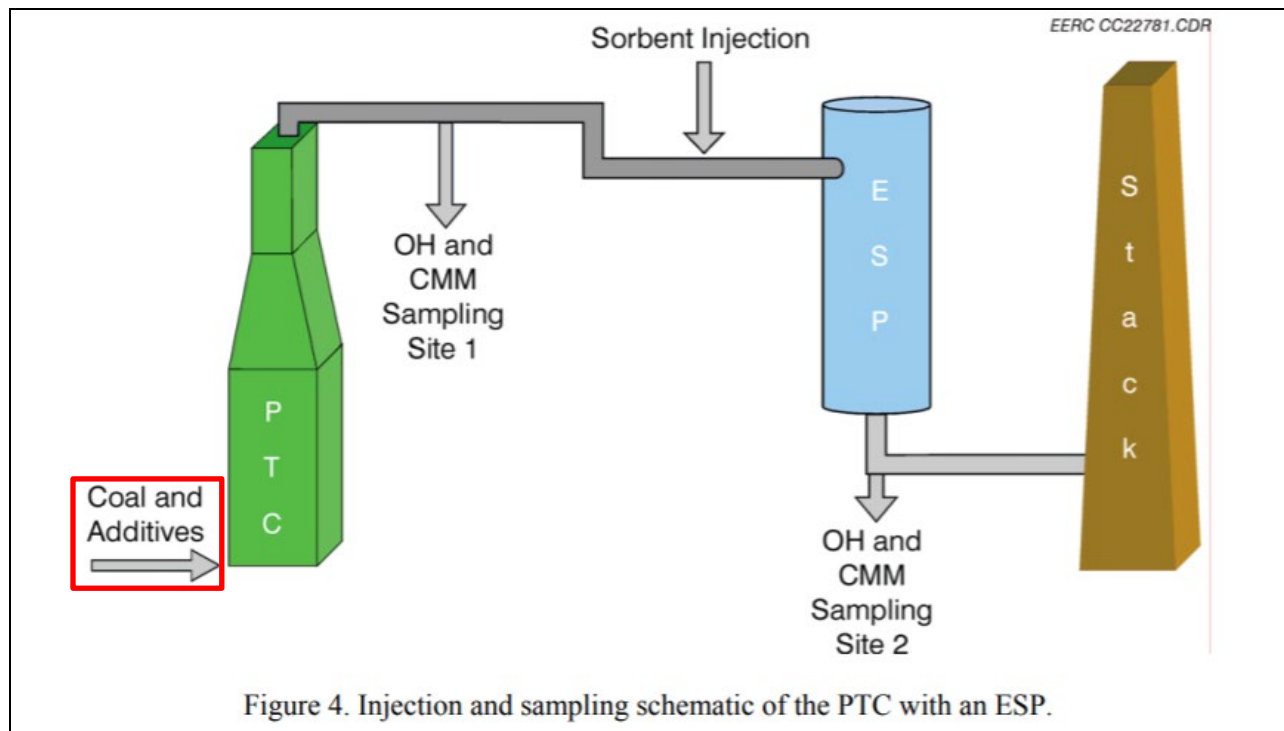 EERC CC22781.CDR
Sorbent Injection
OH and
CMM
Sampling
Site 1
P
T
C
E
S
P
S
t
a
c
k
Coal and
Additives
OH and
CMM
Sampling
Site 2
Figure 4. Injection and sampling schematic of the PTC with an ESP.